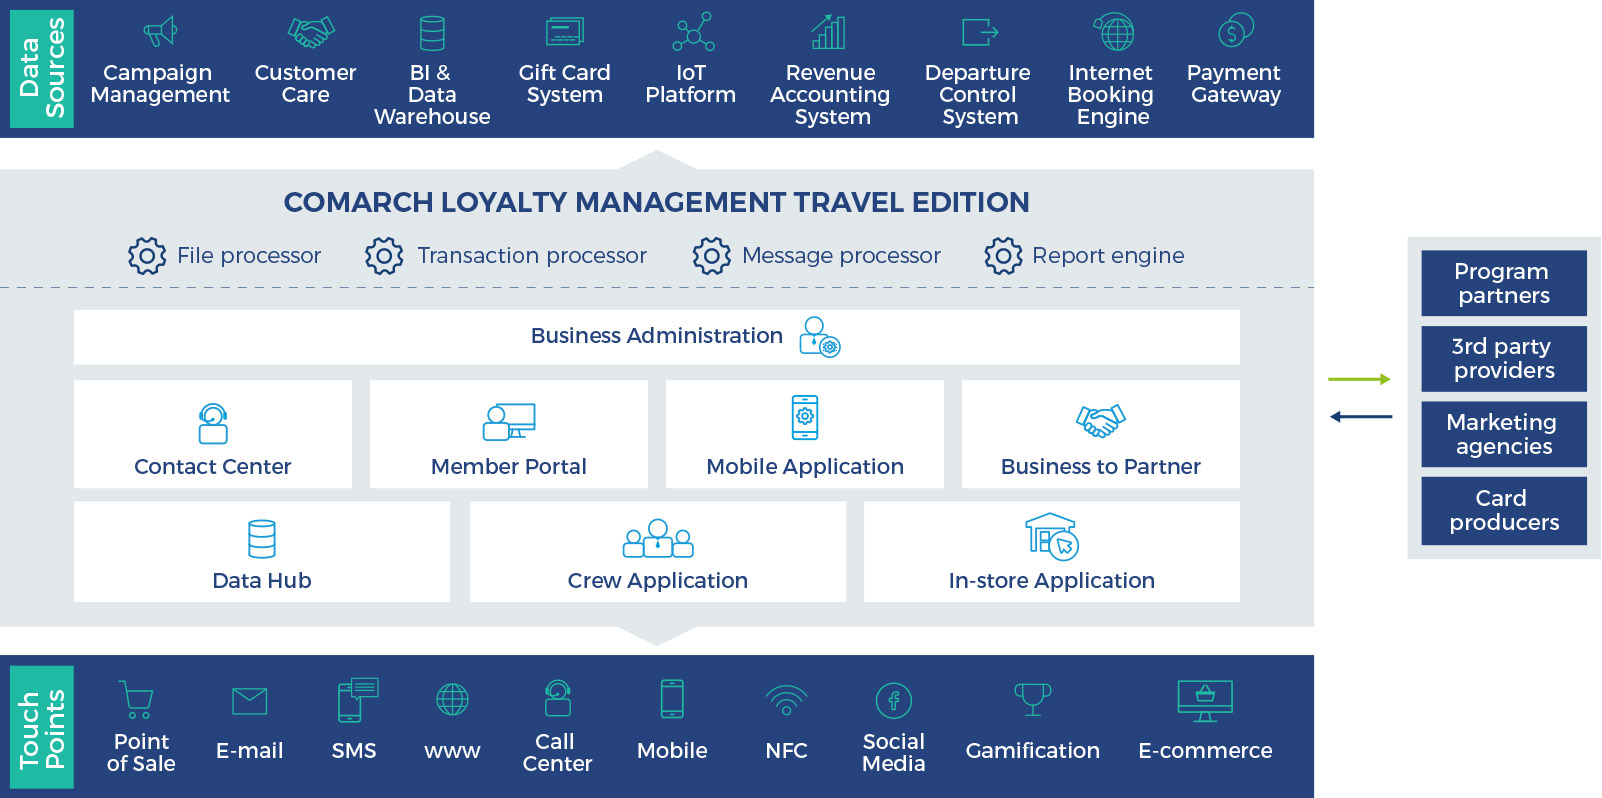 Data
Sources
Campaign
Management
Customer
Care
BI &
Data
Warehouse
Gift Card
System
IoT
Platform
Revenue
Accounting
System
Departure
Control
System
Internet
Booking
Engine
Payment
Gateway
COMARCH LOYALTY MANAGEMENT TRAVEL EDITION
File processor
Transaction processor
Message processor
Report engine
Business Administration
Contact Center
Member Portal
Mobile Application
Business to Partner
Data Hub
Crew Application
In-store Application
Program
partners
3rd party
providers
Marketing
agencies
Card
producers
Touch
Points
Point
of Sale
E-mail
SMS
www
Call
Center
Mobile
NFC
Social
Media
Gamification
E-commerce